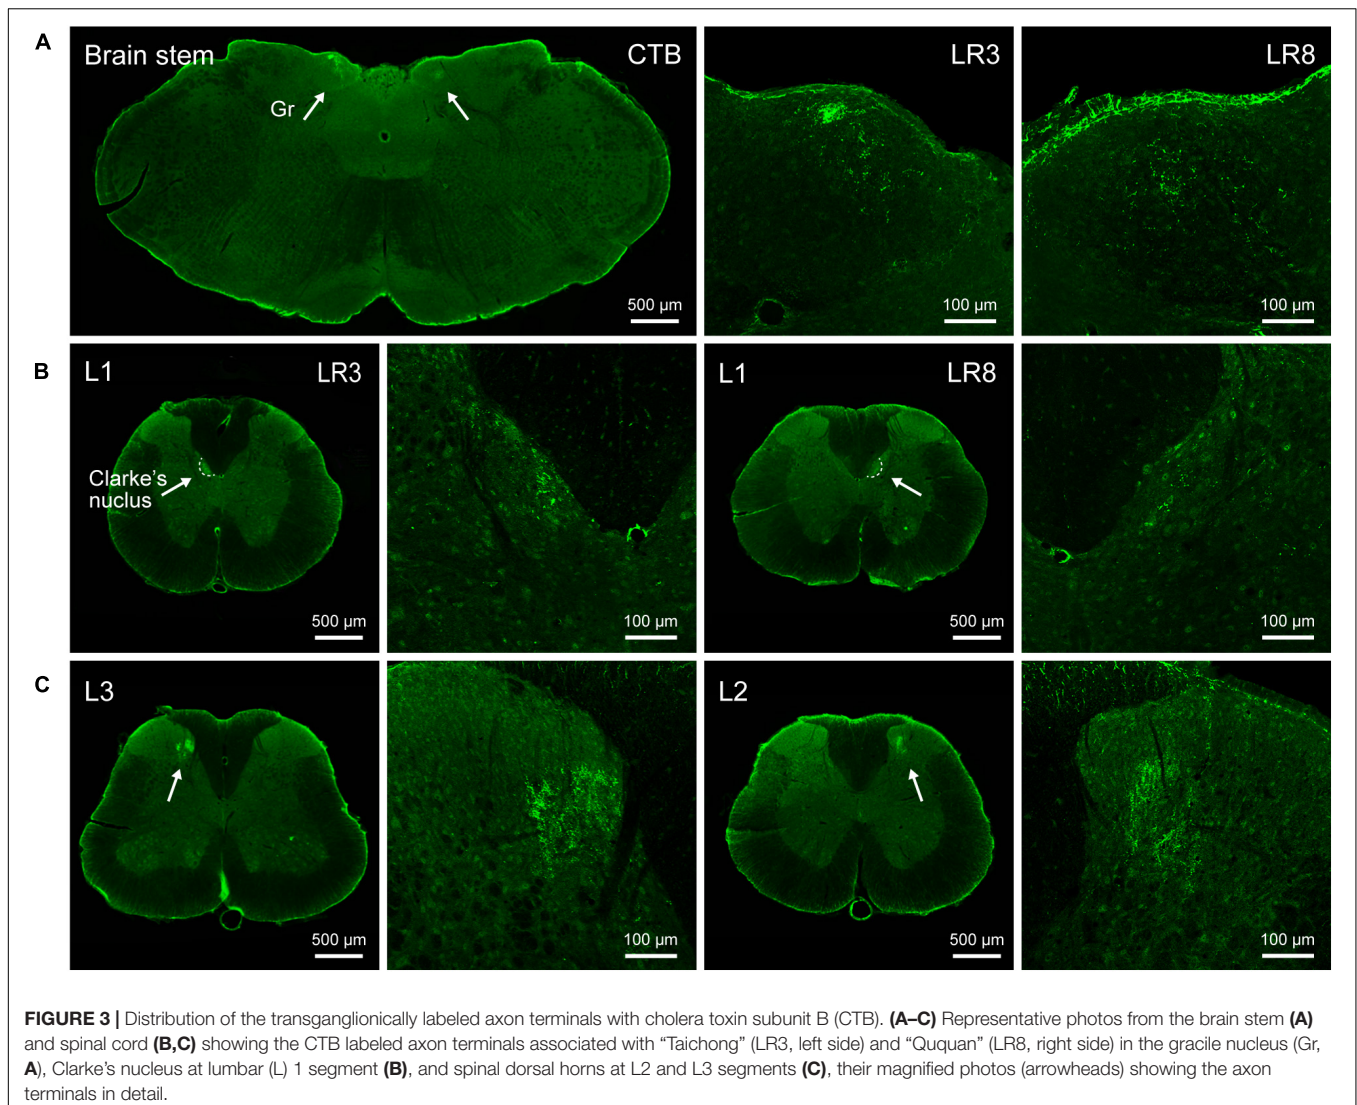 A
Brain stem
CTB
Gr
500 µm
LR3
100 µm
LR8
100 µm
B
L1
LR3
Clarke's
nuclus
500 µm
100 µm
L1
LR8
500 µm
100 µm
C
L3
500 µm
100 µm
L2
500 µm
100 µm
FIGURE 3 | Distribution of the transganglionically labeled axon terminals with cholera toxin subunit B (CTB). (A–C) Representative photos from the brain stem (A)
and spinal cord (B,C) showing the CTB labeled axon terminals associated with “Taichong” (LR3, left side) and “Ququan” (LR8, right side) in the gracile nucleus (Gr,
A), Clarke’s nucleus at lumbar (L) 1 segment (B), and spinal dorsal horns at L2 and L3 segments (C), their magnified photos (arrowheads) showing the axon
terminals in detail.